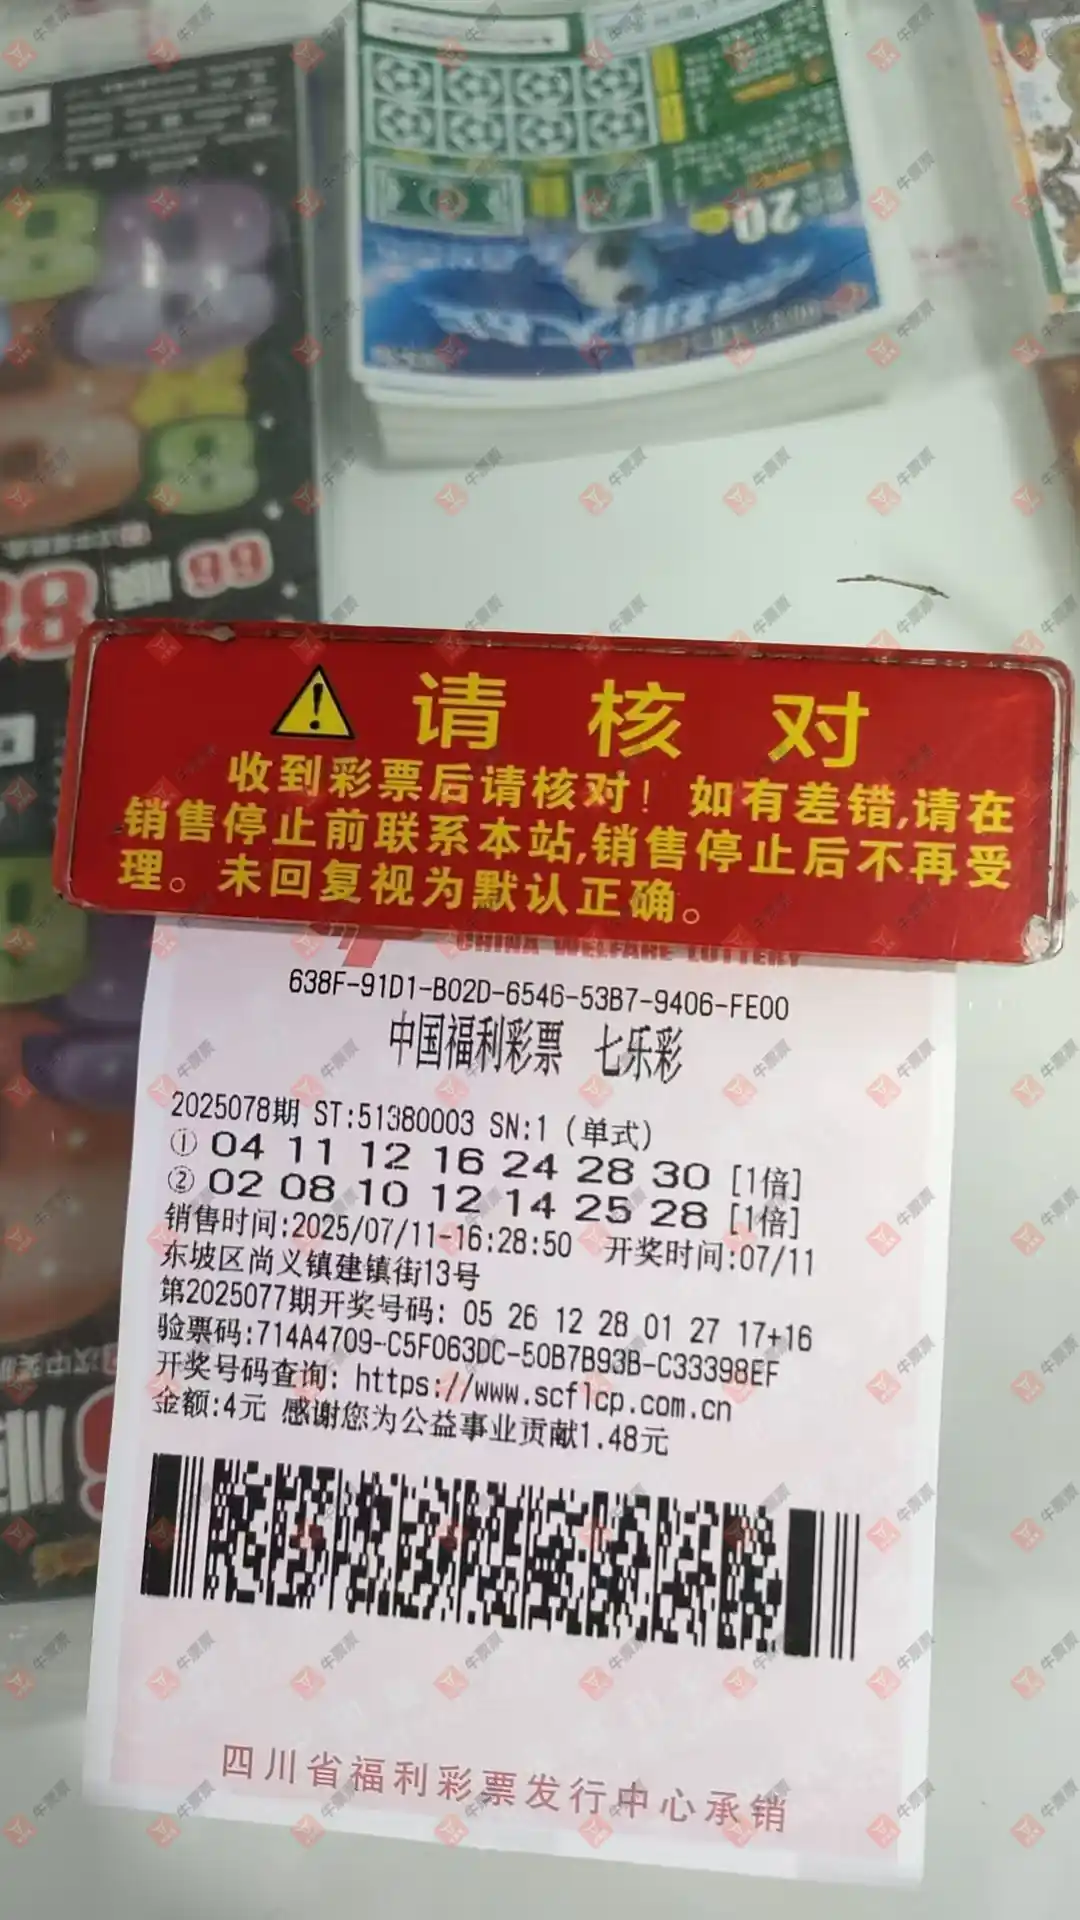 20
88
99
请 核 对
收到彩票后请核对！如有差错,请在
销售停止前联系本站,销售停止后不再受
理。未回复视为默认正确。
CHINA WELFARE LOTTERY
638F-91D1-B02D-6546-53B7-9406-FE00
中国福利彩票 七乐彩
2025078期 ST:51380003 SN:1 (单式)
① 04 11 12 16 24 28 30 [1倍]
② 02 08 10 12 14 25 28 [1倍]
销售时间:2025/07/11-16:28:50 开奖时间:07/11
东坡区尚义镇建镇街13号
第2025077期开奖号码: 05 26 12 28 01 27 17+16
验票码:714A4709-C5F063DC-50B7B93B-C33398EF
开奖号码查询: https://www.scflcp.com.cn
金额:4元 感谢您为公益事业贡献1.48元
四川省福利彩票发行中心承销
牛票票